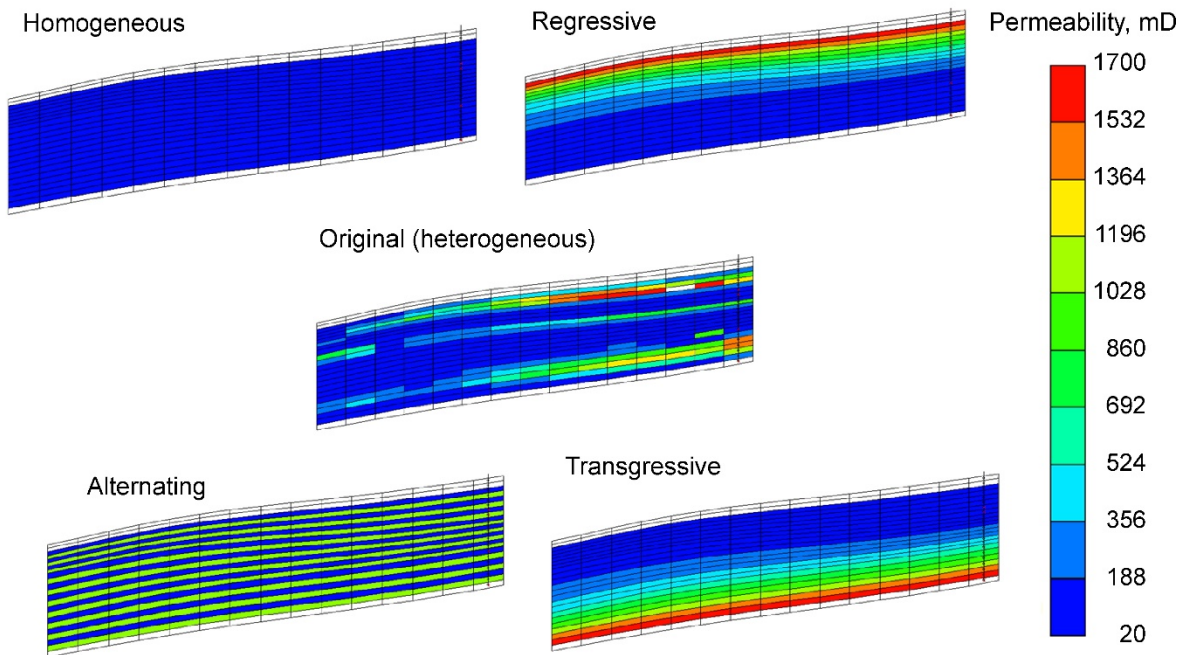 Homogeneous
Regressive
Permeability, mD
1700
1532
1364
1196
1028
860
692
524
356
188
20
Original (heterogeneous)
Alternating
Transgressive